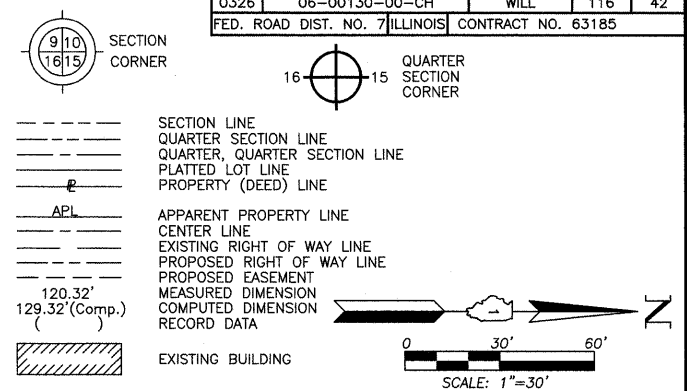 0326 06-00130-00-CH WILL 116 42
FED. ROAD DIST. NO. 7 ILLINOIS CONTRACT NO. 63185
9 10
16 15
SECTION
CORNER
16 15
QUARTER
SECTION
CORNER
SECTION LINE
QUARTER SECTION LINE
QUARTER, QUARTER SECTION LINE
PLATTED LOT LINE
PROPERTY (DEED) LINE
APL APPARENT PROPERTY LINE
CENTER LINE
EXISTING RIGHT OF WAY LINE
PROPOSED RIGHT OF WAY LINE
PROPOSED EASEMENT
120.32' MEASURED DIMENSION
129.32'(Comp.) COMPUTED DIMENSION
( ) RECORD DATA
N
EXISTING BUILDING
0 30' 60'
SCALE: 1"=30'